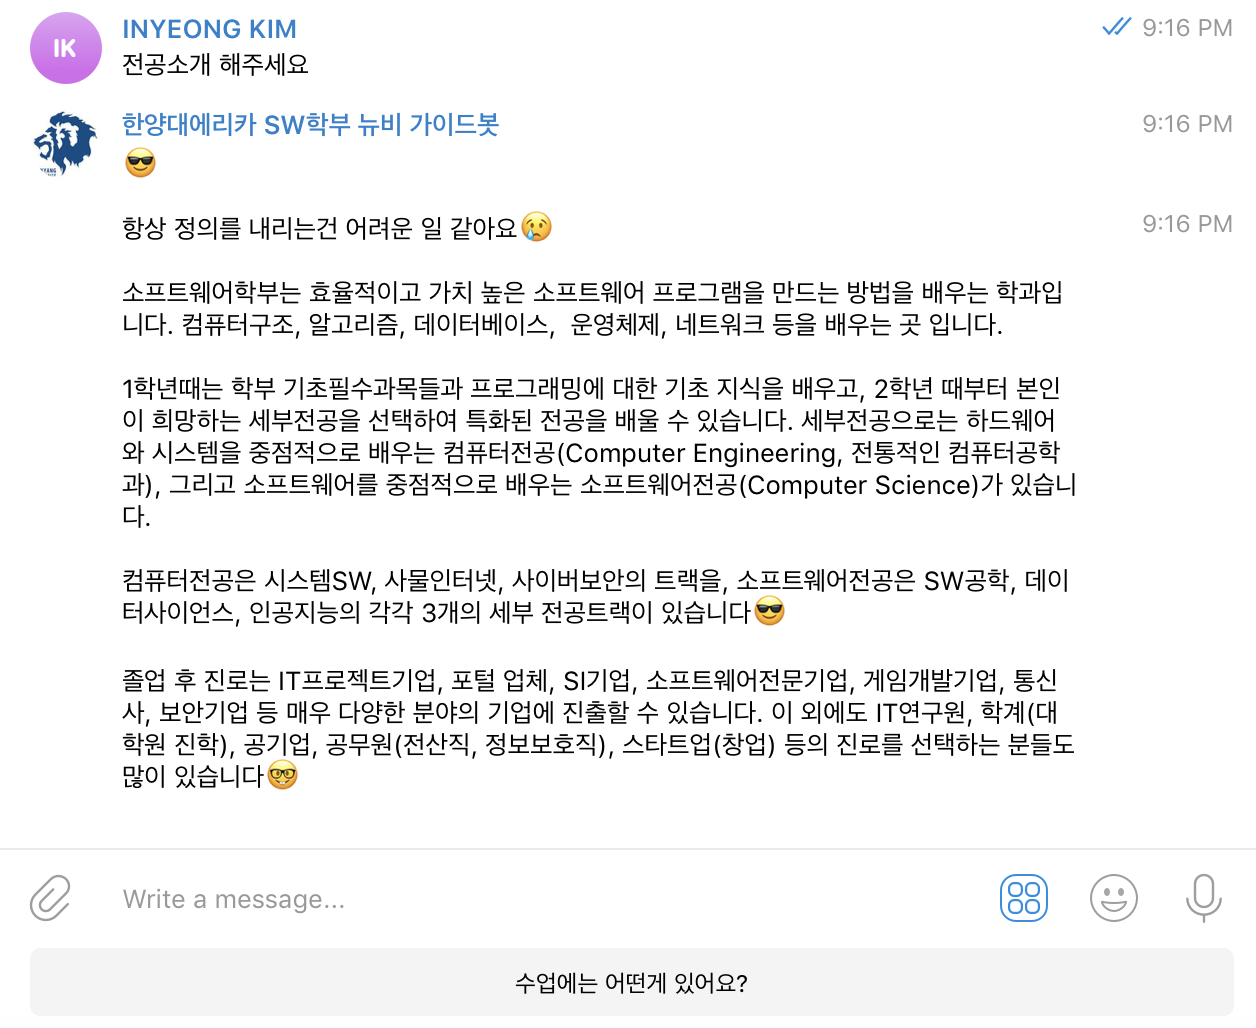 IK
INYEONG KIM
9:16 PM
전공소개 해주세요
한양대에리카 SW학부 뉴비 가이드봇
9:16 PM
😎
항상 정의를 내리는건 어려운 일 같아요😢
9:16 PM
소프트웨어학부는 효율적이고 가치 높은 소프트웨어 프로그램을 만드는 방법을 배우는 학과입
니다. 컴퓨터구조, 알고리즘, 데이터베이스,  운영체제, 네트워크 등을 배우는 곳 입니다.
1학년때는 학부 기초필수과목들과 프로그래밍에 대한 기초 지식을 배우고, 2학년 때부터 본인
이 희망하는 세부전공을 선택하여 특화된 전공을 배울 수 있습니다. 세부전공으로는 하드웨어
와 시스템을 중점적으로 배우는 컴퓨터전공(Computer Engineering, 전통적인 컴퓨터공학
과), 그리고 소프트웨어를 중점적으로 배우는 소프트웨어전공(Computer Science)가 있습니
다.
컴퓨터전공은 시스템SW, 사물인터넷, 사이버보안의 트랙을, 소프트웨어전공은 SW공학, 데이
터사이언스, 인공지능의 각각 3개의 세부 전공트랙이 있습니다😎
졸업 후 진로는 IT프로젝트기업, 포털 업체, SI기업, 소프트웨어전문기업, 게임개발기업, 통신
사, 보안기업 등 매우 다양한 분야의 기업에 진출할 수 있습니다. 이 외에도 IT연구원, 학계(대
학원 진학), 공기업, 공무원(전산직, 정보보호직), 스타트업(창업) 등의 진로를 선택하는 분들도
많이 있습니다🤓
Write a message...
수업에는 어떤게 있어요?